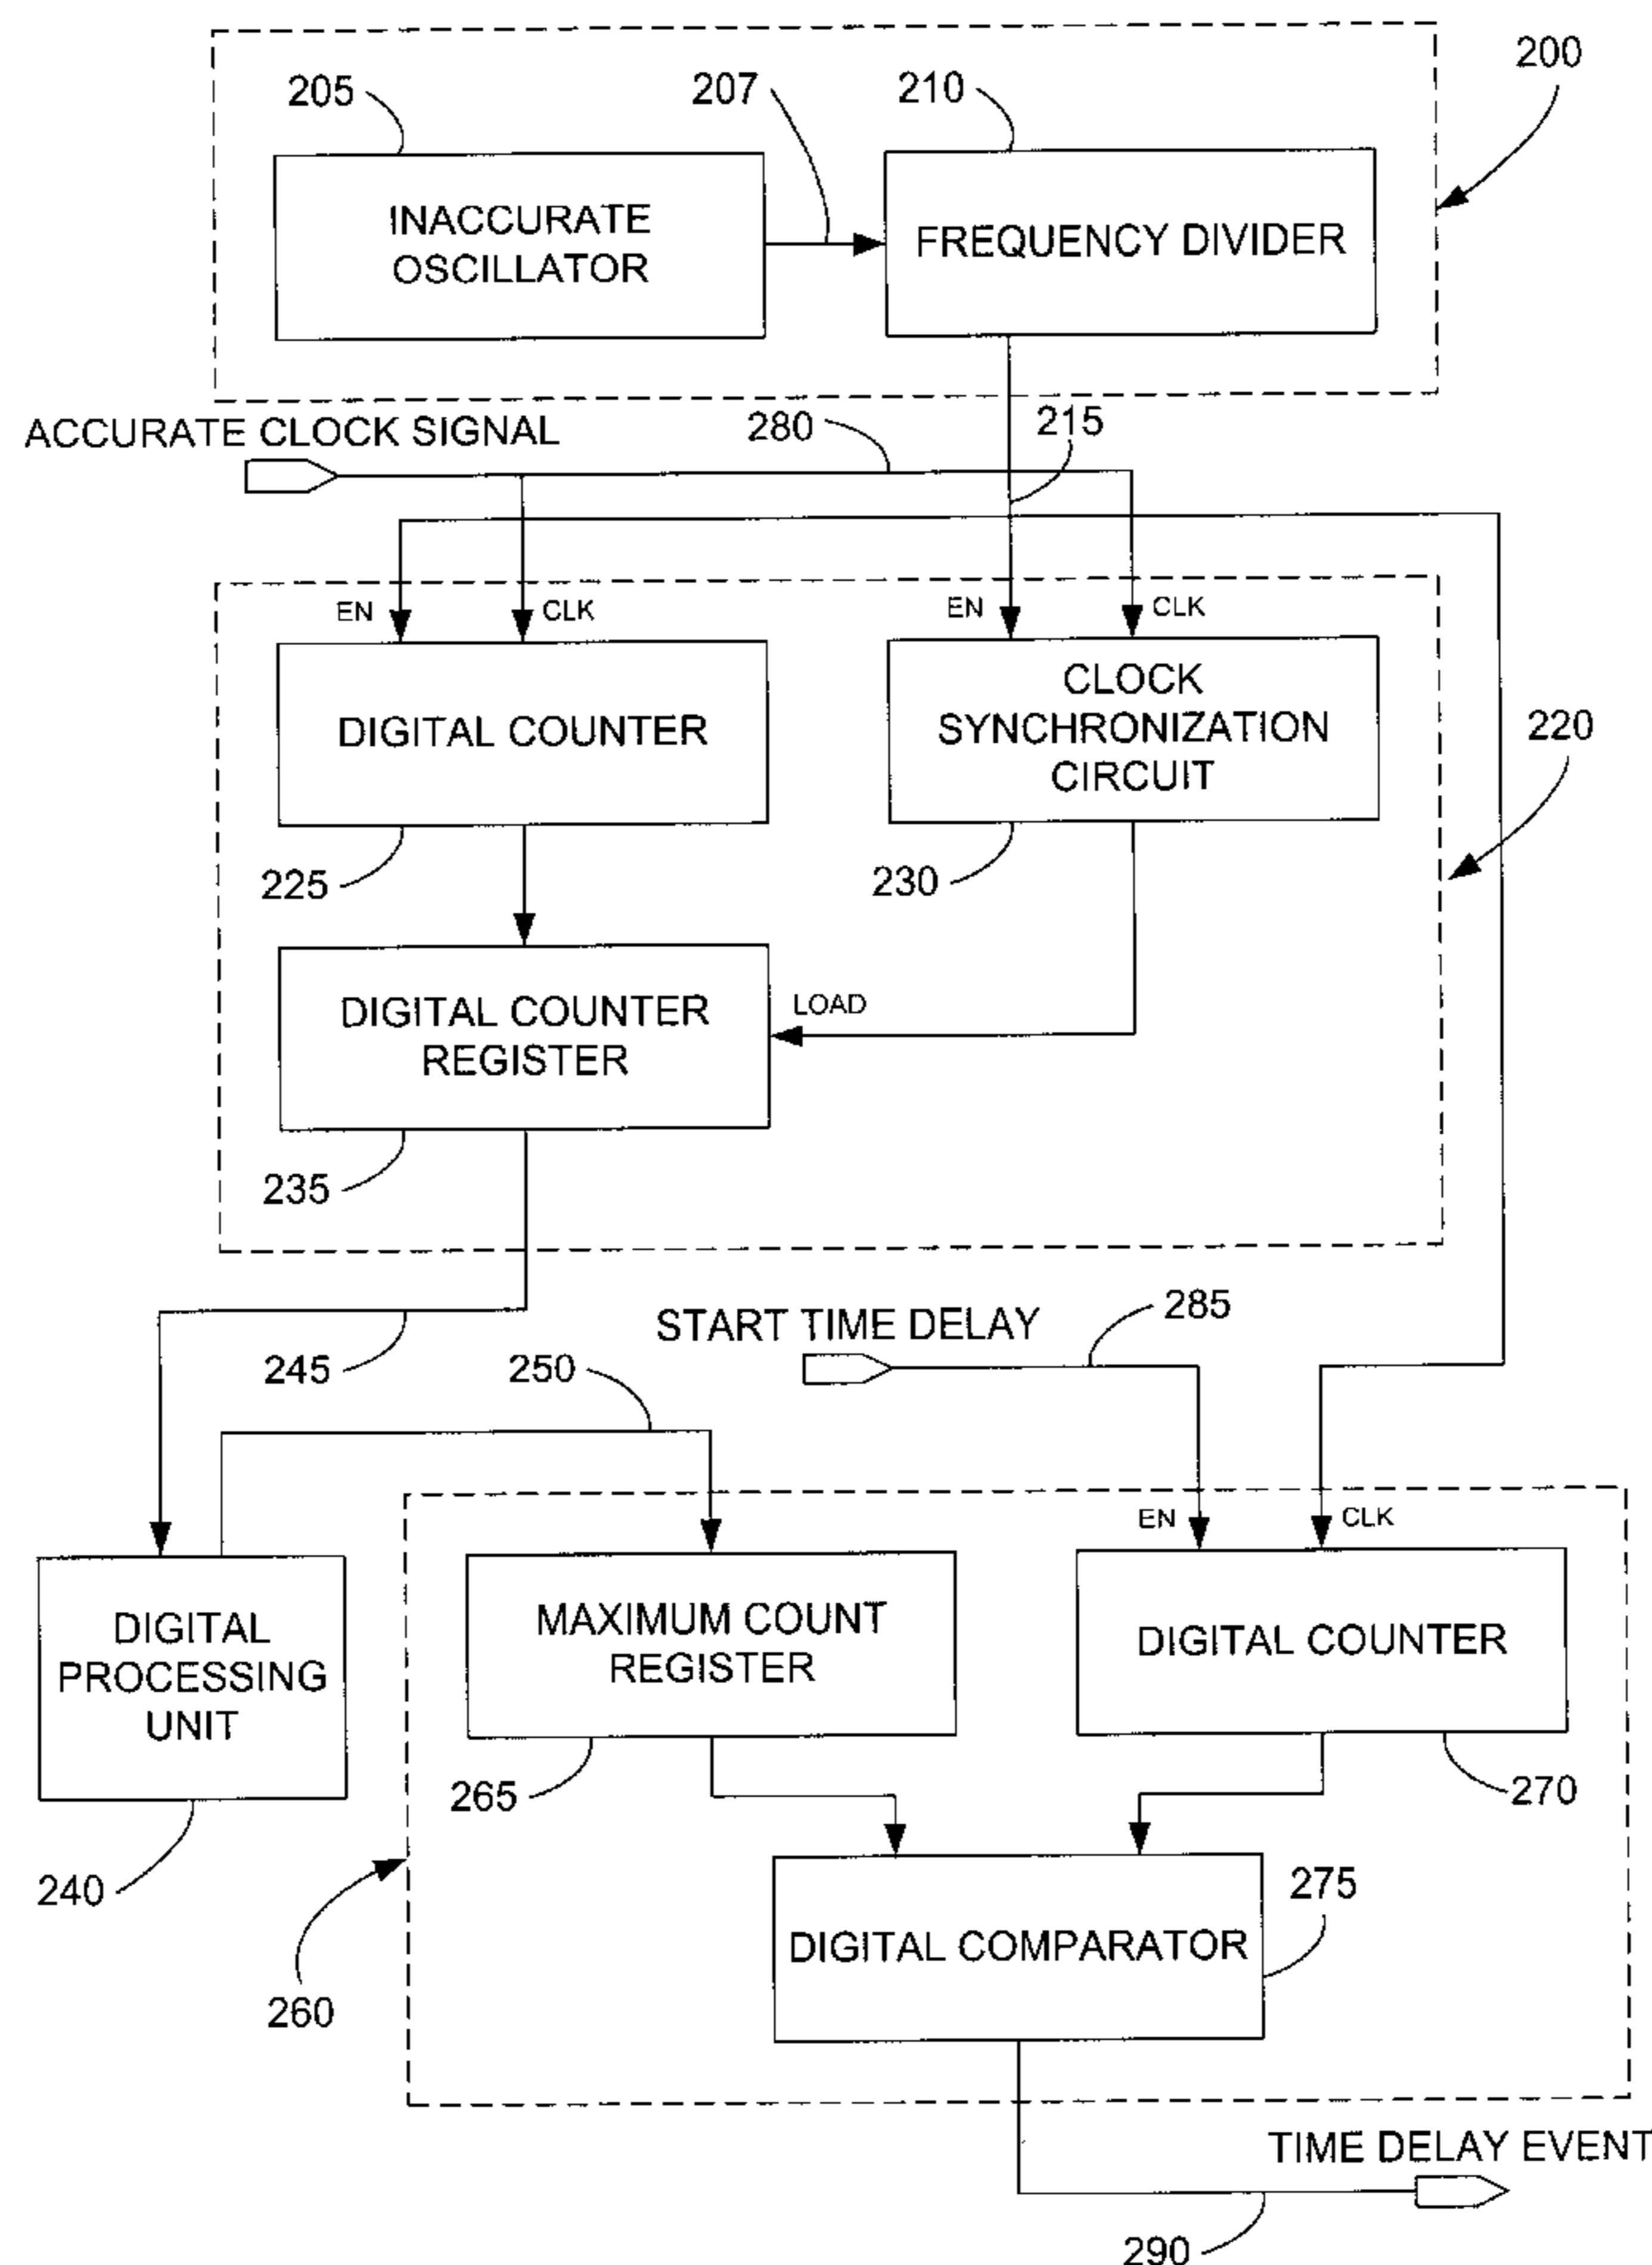 200
205
207
210
INACCURATE
OSCILLATOR
FREQUENCY DIVIDER
ACCURATE CLOCK SIGNAL
280
215
EN
CLK
EN
CLK
DIGITAL COUNTER
CLOCK
SYNCHRONIZATION
CIRCUIT
220
225
230
DIGITAL COUNTER
REGISTER
LOAD
235
START TIME DELAY
285
245
250
EN
CLK
DIGITAL
PROCESSING
UNIT
MAXIMUM COUNT
REGISTER
DIGITAL COUNTER
265
270
240
275
DIGITAL COMPARATOR
260
TIME DELAY EVENT
290